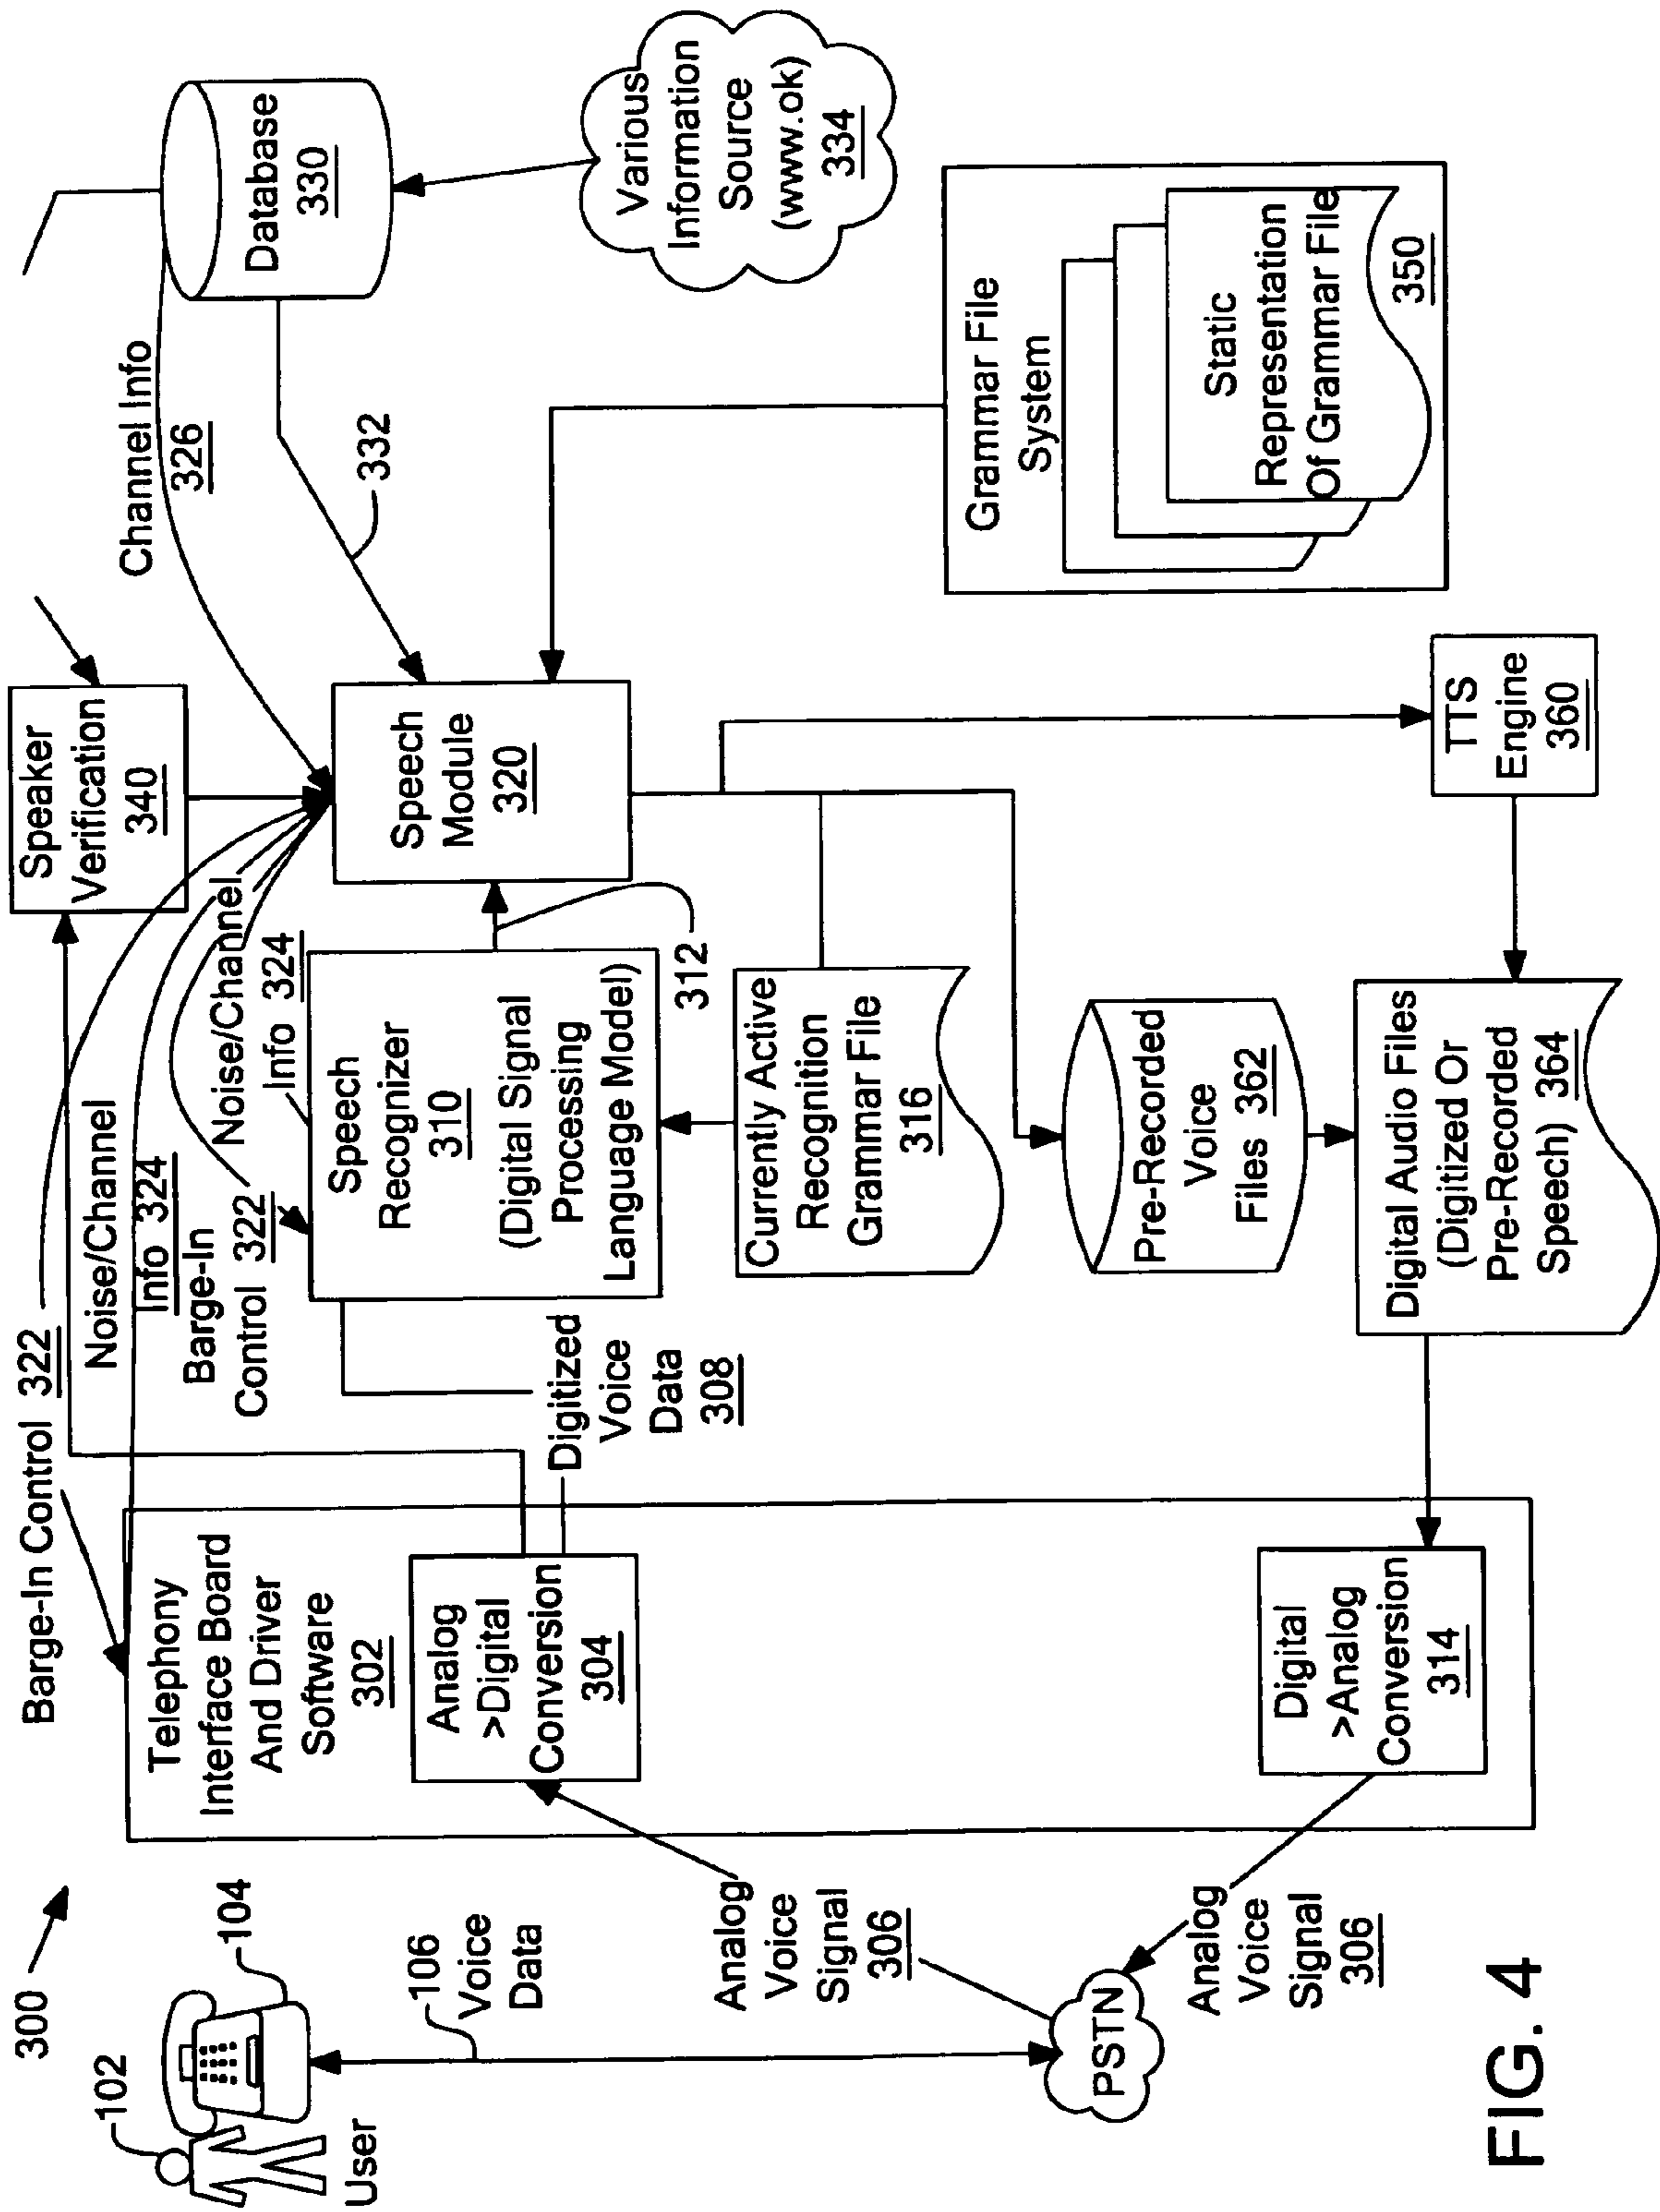 300
102
104
User
106
Voice
Data
PSTN
Analog
Voice
Signal
306
Analog
Voice
Signal
306
Barge-In Control 322
Telephony
Interface Board
And Driver
Software
302
Analog
>Digital
Conversion
304
Digital
>Analog
Conversion
314
Noise/Channel
Info 324
Barge-In
Control 322
Noise/Channel
Info 324
Digitized
Voice
Data
308
Speech
Recognizer
310
(Digital Signal
Processing
Language Model)
312
Currently Active
Recognition
Grammar File
316
Pre-Recorded
Voice
Files 362
Digital Audio Files
(Digitized Or
Pre-Recorded
Speech) 364
Speaker
Verification
340
Speech
Module
320
TTS
Engine
360
Channel Info
326
332
Database
330
Various
Information
Source
(www.ok)
334
Grammar File
System
Static
Representation
Of Grammar File
350
FIG. 4